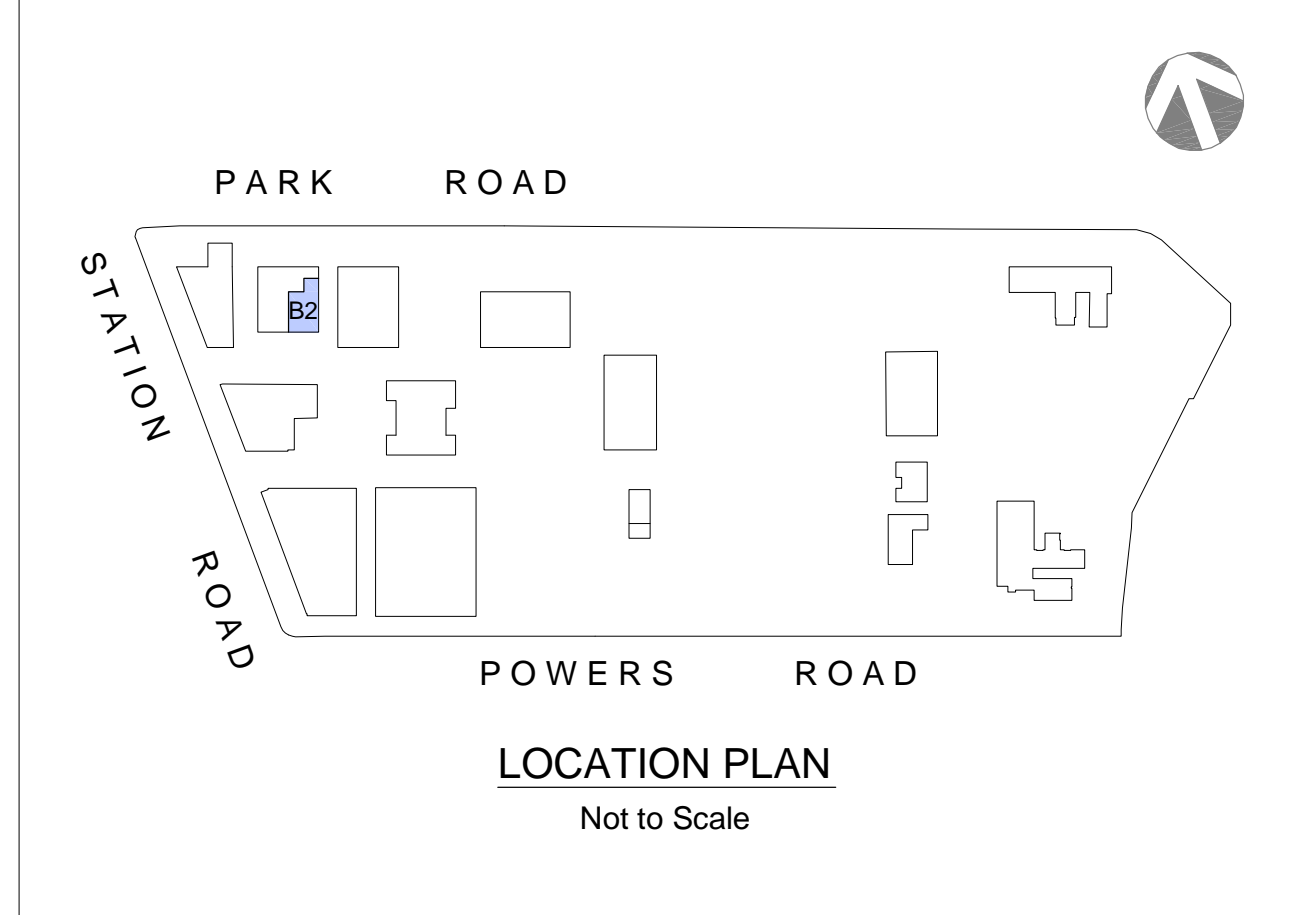 PARK ROAD
STATION ROAD
B2
POWERS ROAD
LOCATION PLAN
Not to Scale